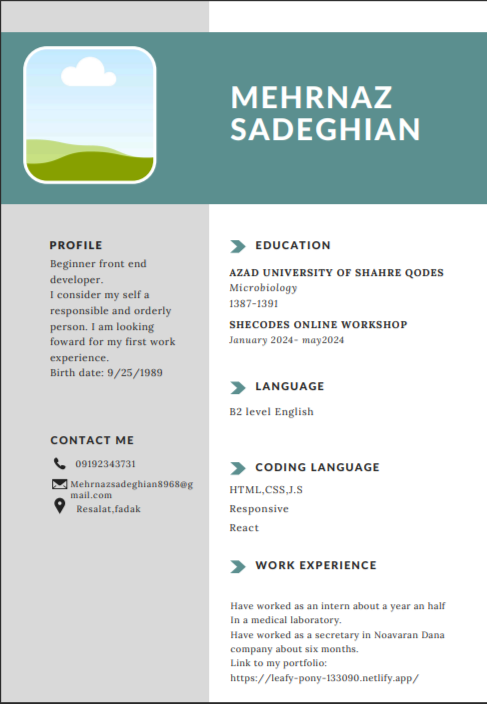 MEHRNAZ
SADEGHIAN
PROFILE
Beginner front end
developer.
I consider my self a
responsible and orderly
person. I am looking
foward for my first work
experience.
Birth date: 9/25/1989
CONTACT ME
09192343731
Mehrnazsadeghian8968@g
mail.com
Resalat,fadak
EDUCATION
AZAD UNIVERSITY OF SHAHRE QODES
Microbiology
1387-1391
SHECODES ONLINE WORKSHOP
January 2024- may2024
LANGUAGE
B2 level English
CODING LANGUAGE
HTML,CSS,J.S
Responsive
React
WORK EXPERIENCE
Have worked as an intern about a year an half
In a medical laboratory.
Have worked as a secretary in Noavaran Dana
company about six months.
Link to my portfolio:
https://leafy-pony-133090.netlify.app/